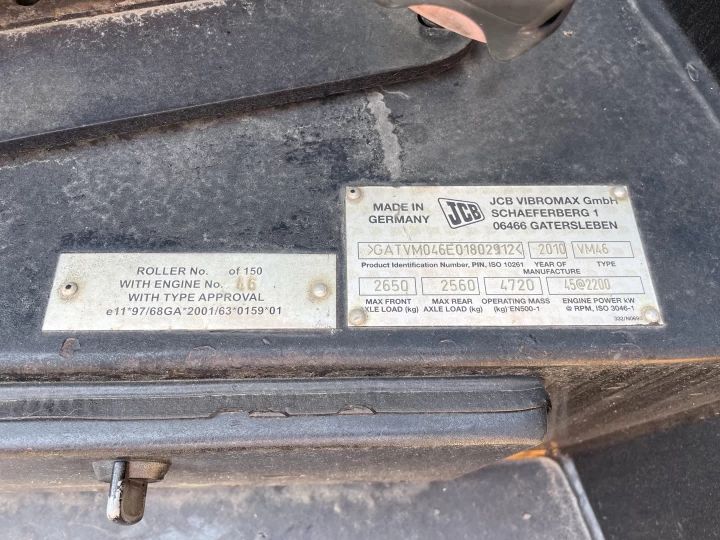 ROLLER No. of 150
WITH ENGINE No. 46
WITH TYPE APPROVAL
e11*97/68GA*2001/63*0159*01
MADE IN
GERMANY
JCB
JCB VIBROMAX GmbH
SCHAEFERBERG 1
06466 GATERSLEBEN
>GATVM046E01802912< 2010 VM46
Product Identification Number, PIN, ISO 10261 YEAR OF MANUFACTURE TYPE
2650 2560 4720 45@2200
MAX FRONT AXLE LOAD (kg) MAX REAR AXLE LOAD (kg) OPERATING MASS (kg) EN500-1 ENGINE POWER kW @ RPM, ISO 3046-1